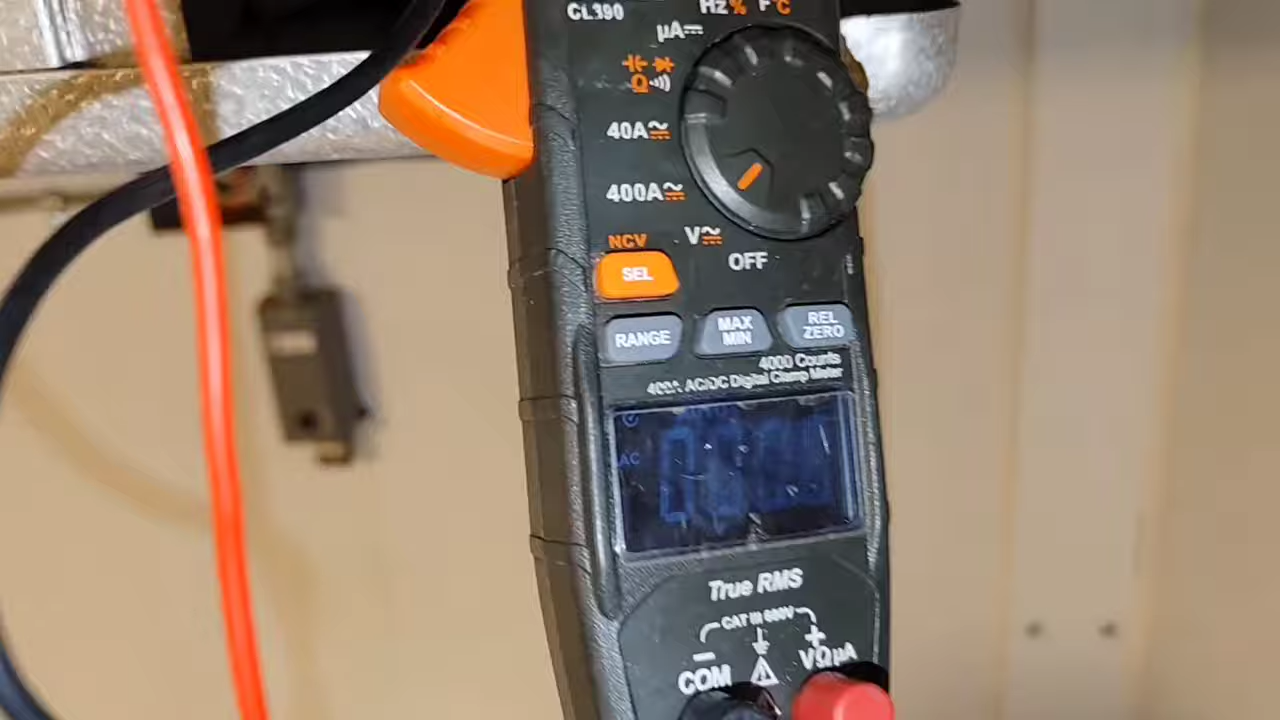 CL390
Hz% °F°C
µA
Ω
40A
400A
NCV
V
OFF
SEL
RANGE
MAX
MIN
REL
ZERO
4000 Counts
400A AC/DC Digital Clamp Meter
AC
True RMS
CAT III 600V
COM
VΩµA